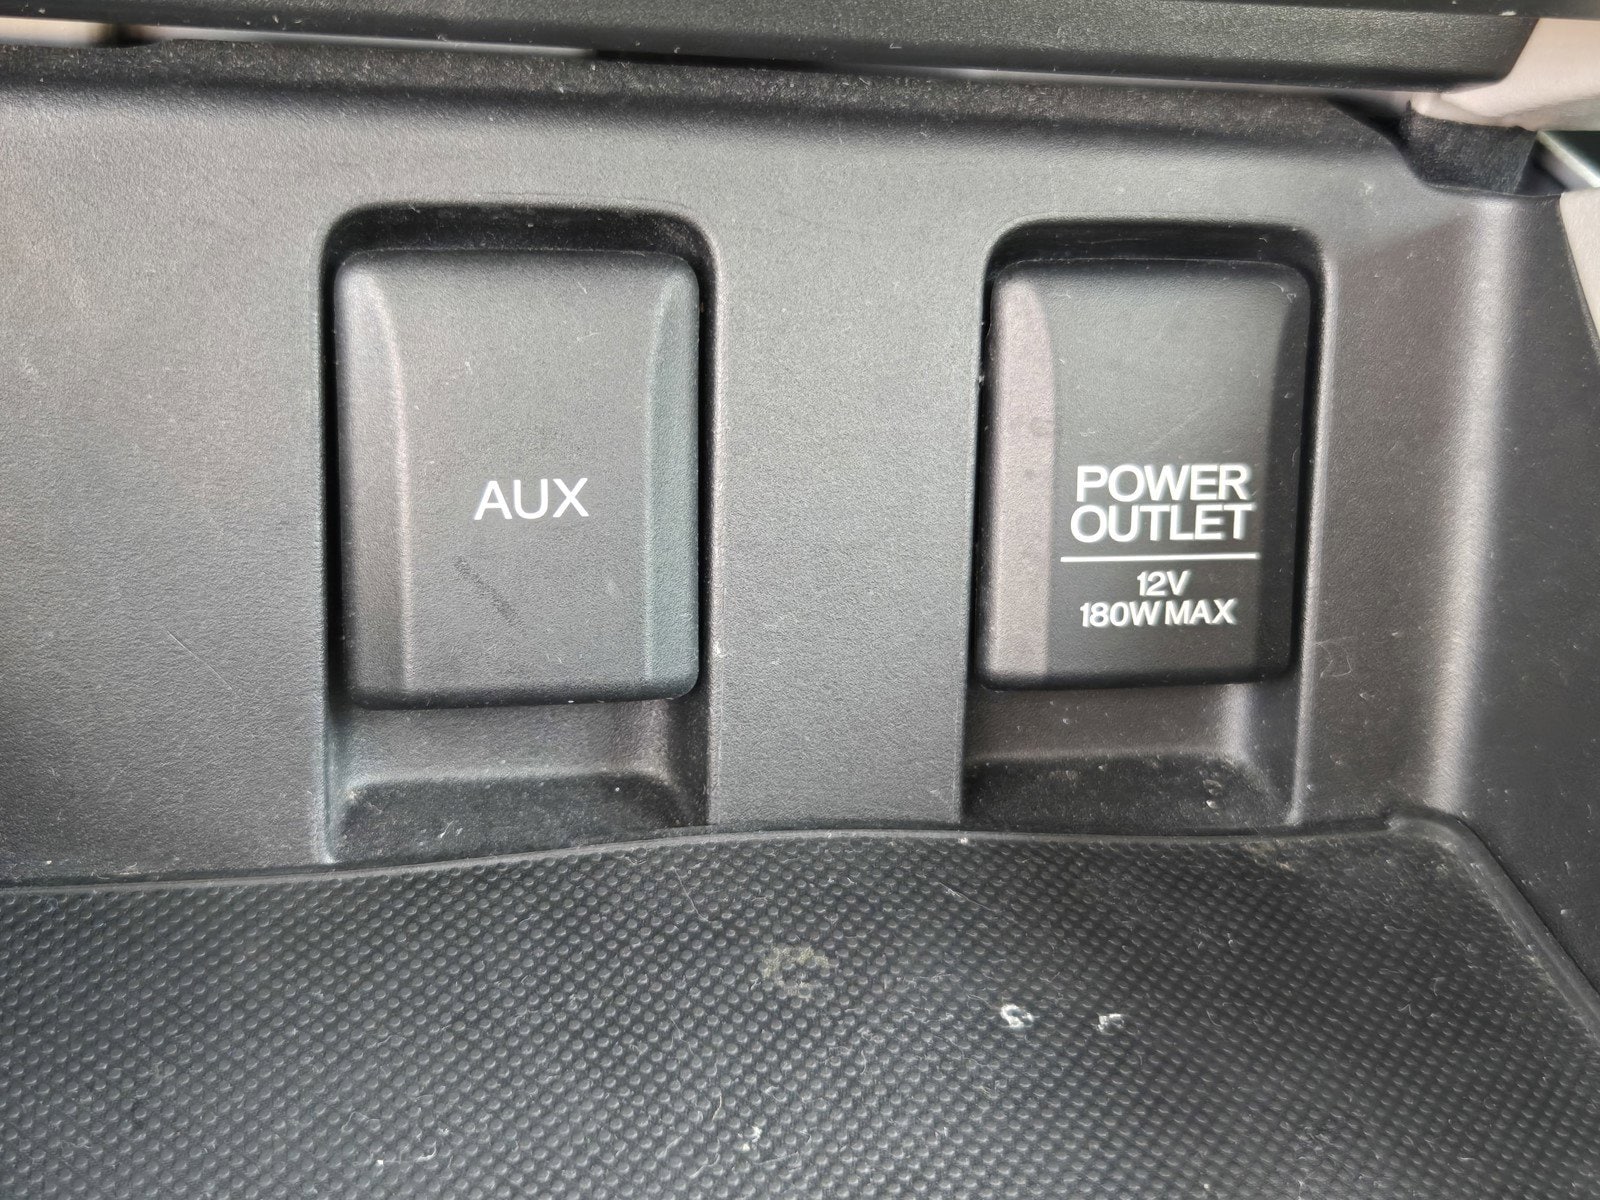 AUX
POWER
OUTLET
12V
180W MAX